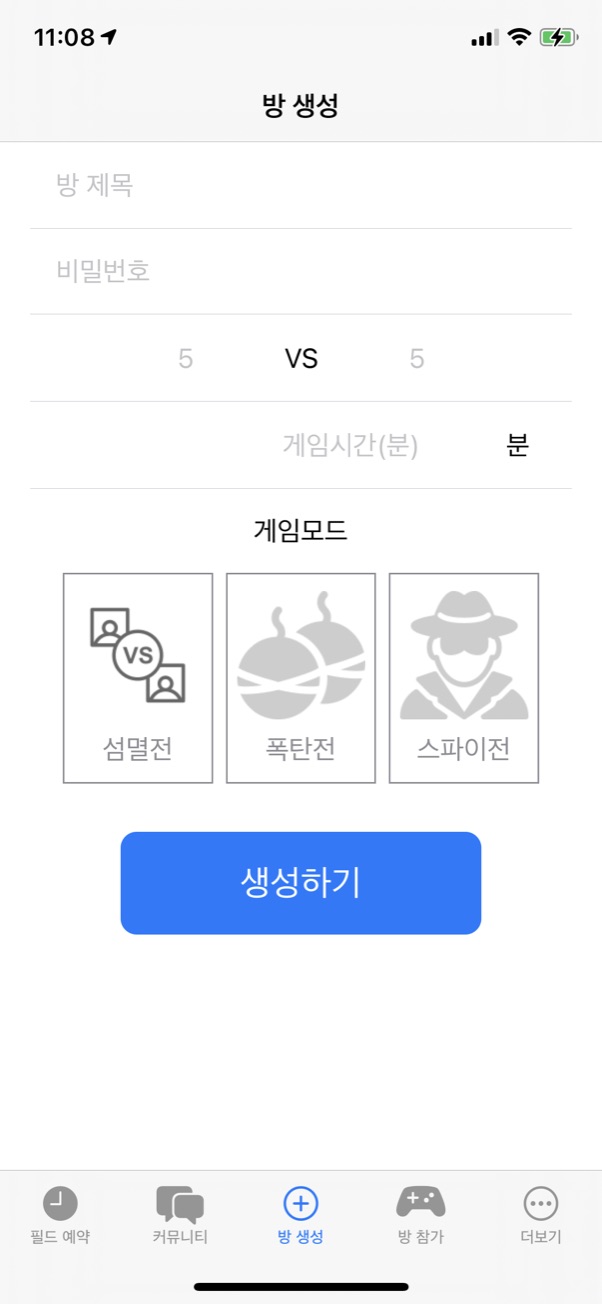 11:08
방 생성
방 제목
비밀번호
5 VS 5
게임시간(분) 분
게임모드
VS
섬멸전 폭탄전 스파이전
생성하기
필드 예약 커뮤니티 방 생성 방 참가 더보기